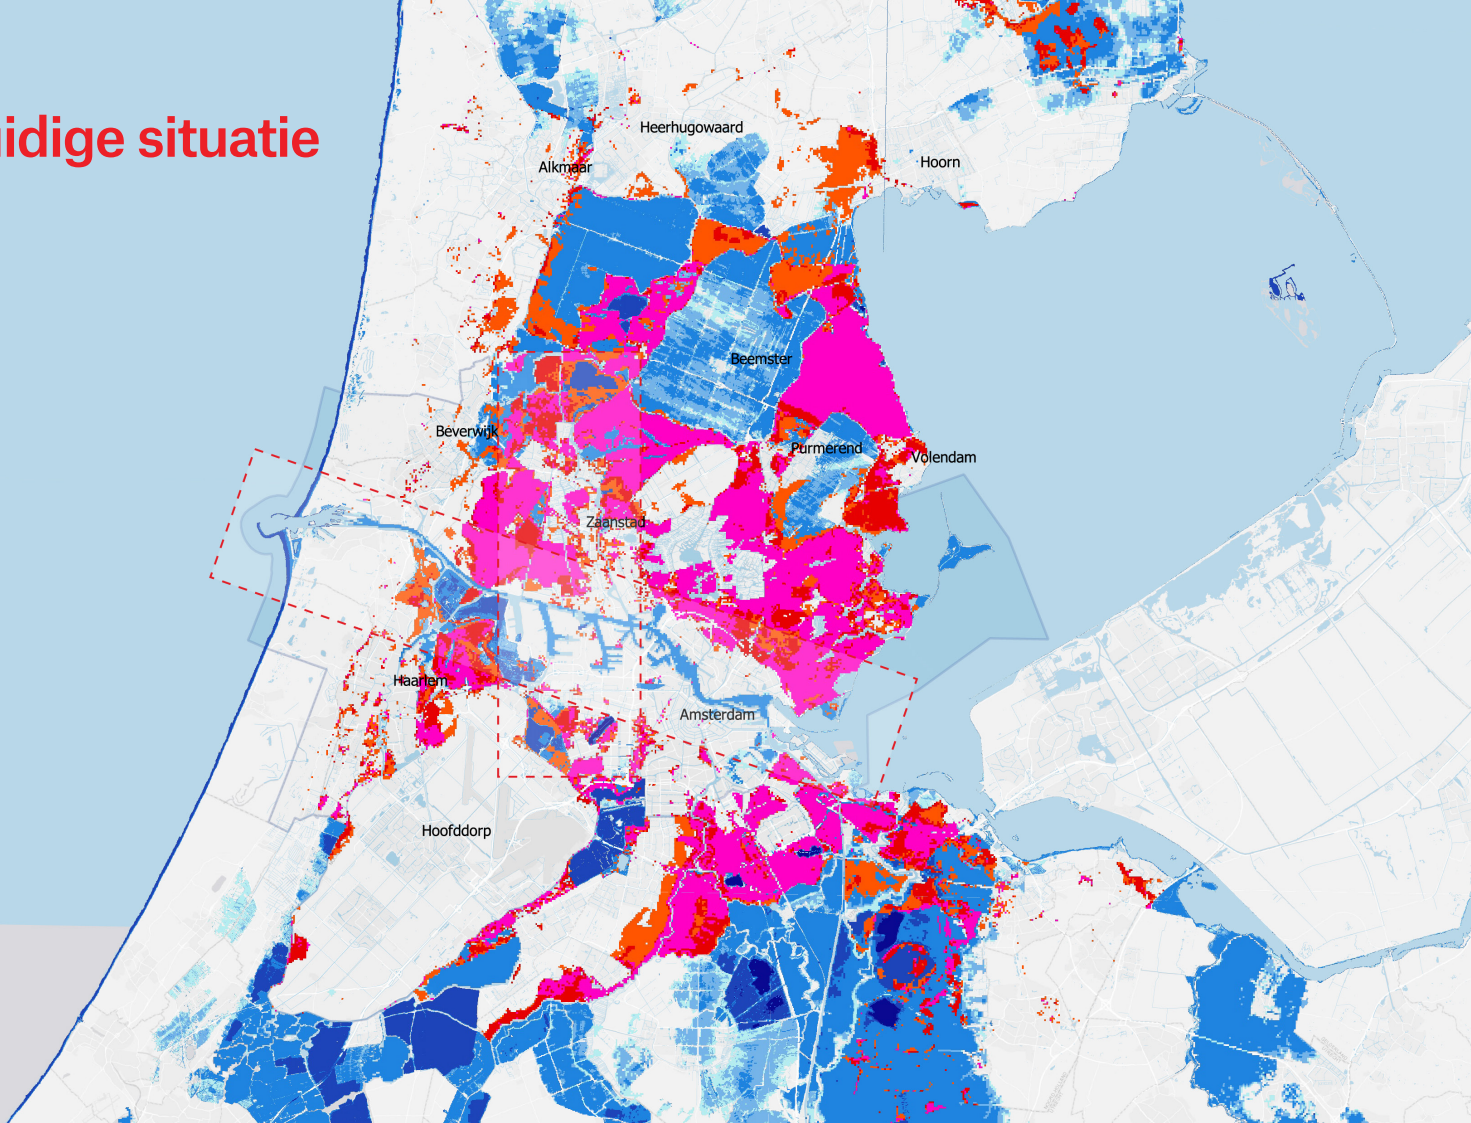 idige situatie
Heerhugowaard
Hoorn
Alkmaar
Beemster
Beverwijk
Purmerend
Volendam
Zaanstad
Haarlem
Amsterdam
Hoofddorp